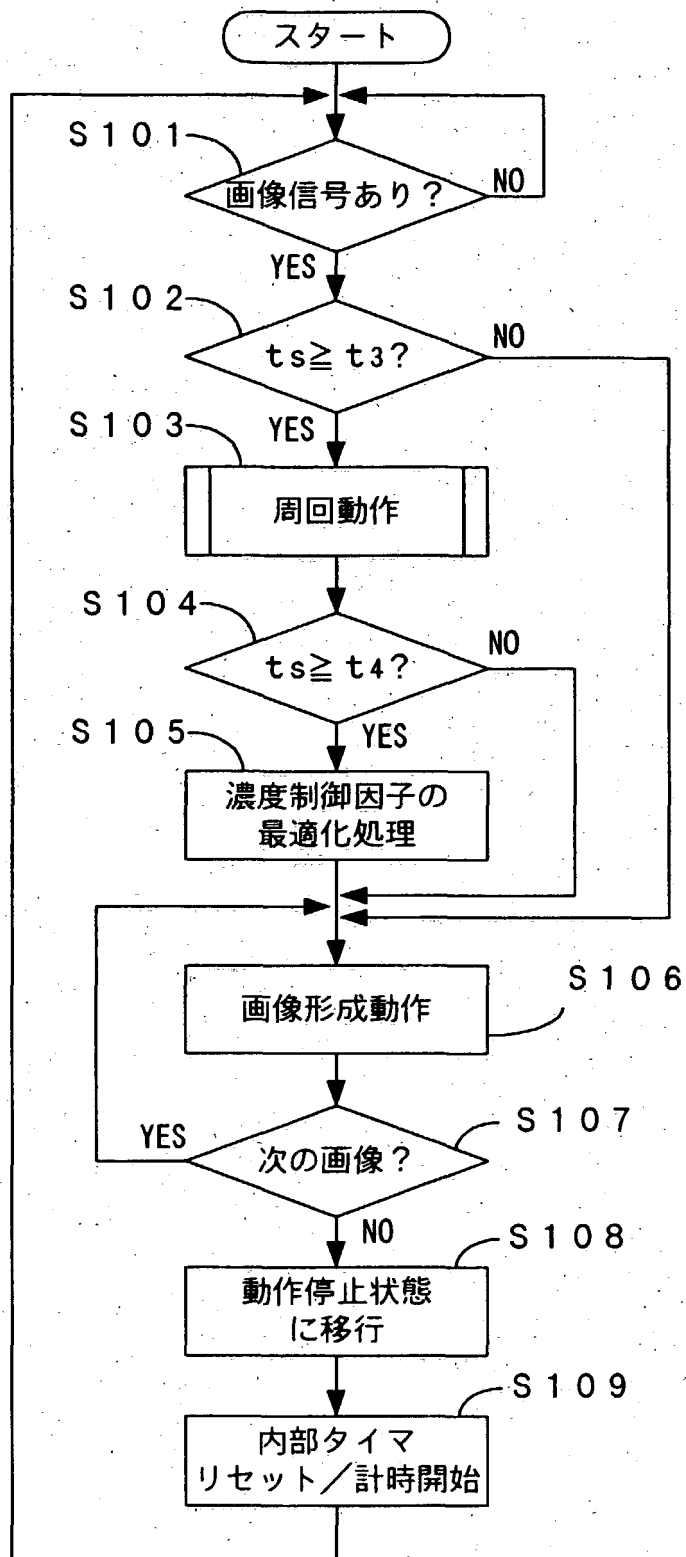 スタート
S101
画像信号あり？
NO
YES
S102
ts≧t3？
NO
YES
S103
周回動作
S104
ts≧t4？
NO
YES
S105
濃度制御因子の
最適化処理
画像形成動作
S106
次の画像？
S107
YES
NO
S108
動作停止状態
に移行
S109
内部タイマ
リセット／計時開始